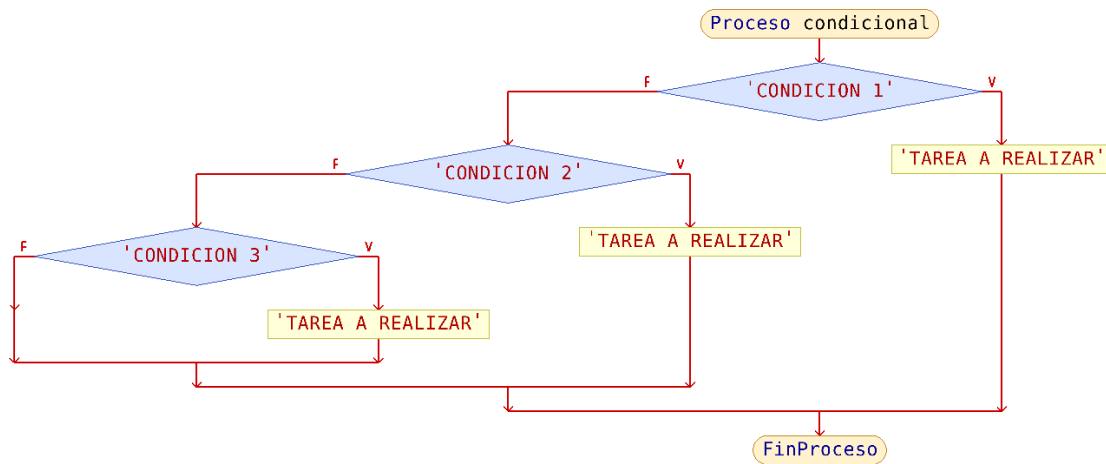 Proceso condicional
F
'CONDICION 1'
V
F
'CONDICION 2'
V
'TAREA A REALIZAR'
F
'CONDICION 3'
V
'TAREA A REALIZAR'
'TAREA A REALIZAR'
FinProceso